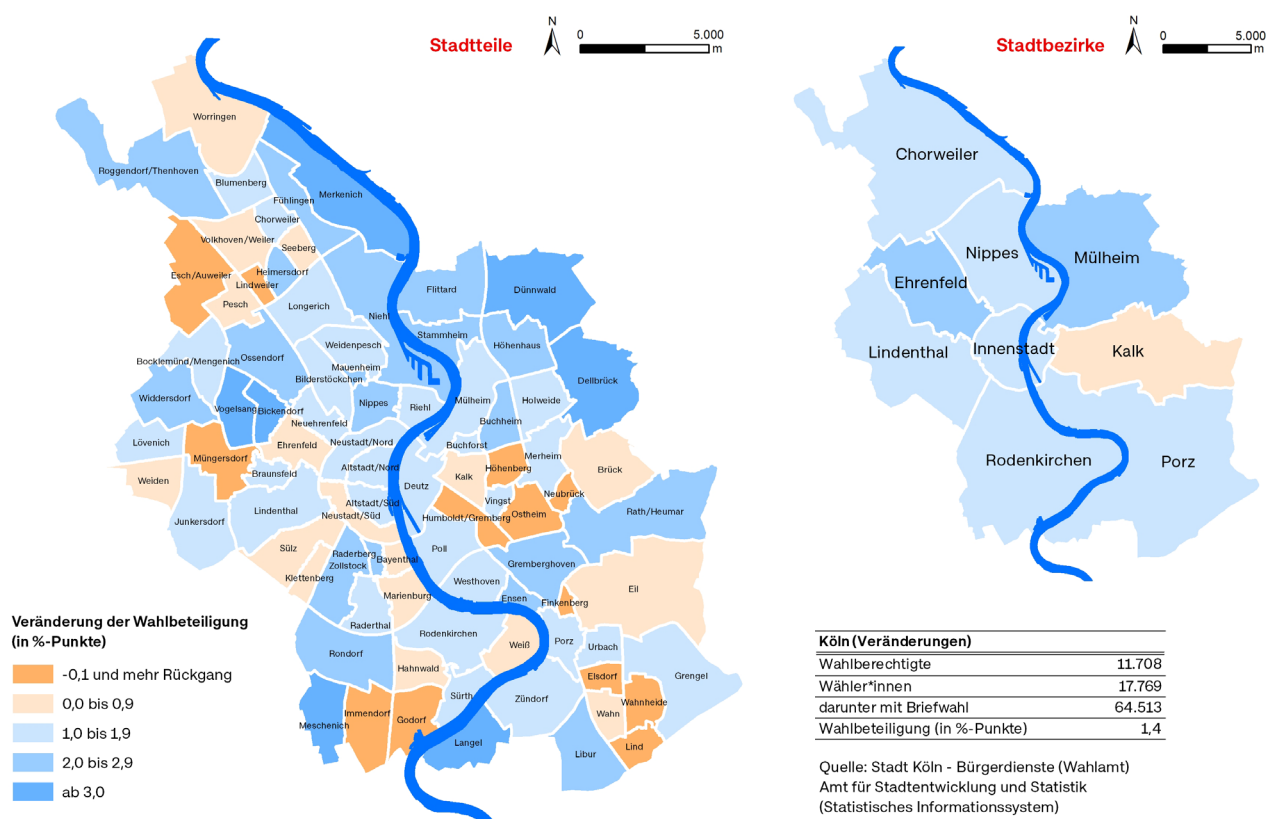 Stadtteile
N
0
5.000
m
Worringen
Roggendorf/Thenhoven
Blumenberg
Merkenich
Fühlingen
Chorweiler
Volkhoven/Weiler
Seeberg
Esch/Auweiler
Heimersdorf
Lindweiler
Pesch
Longerich
Niehl
Flittard
Dünnwald
Stammheim
Weidenpesch
Höhenhaus
Bocklemünd/Mengenich
Ossendorf
Mauenheim
Bilderstöckchen
Dellbrück
Widdersdorf
Vogelsang
Bickendorf
Nippes
Riehl
Mülheim
Holweide
Neuehrenfeld
Buchheim
Lövenich
Ehrenfeld
Neustadt/Nord
Buchforst
Müngersdorf
Merheim
Braunsfeld
Altstadt/Nord
Höhenberg
Brück
Weiden
Kalk
Deutz
Neubrück
Altstadt/Süd
Vingst
Lindenthal
Neustadt/Süd
Humboldt/Gremberg
Ostheim
Rath/Heumar
Junkersdorf
Sülz
Raderberg
Zollstock
Bayenthal
Poll
Gremberghoven
Klettenberg
Westhoven
Marienburg
Ensen
Finkenberg
Eil
Raderthal
Rodenkirchen
Weiß
Porz
Urbach
Rondorf
Hahnwald
Elsdorf
Grengel
Sürth
Zündorf
Wahnheide
Immendorf
Godorf
Wahn
Meschenich
Langel
Lind
Libur
Veränderung der Wahlbeteiligung
(in %-Punkte)
-0,1 und mehr Rückgang
0,0 bis 0,9
1,0 bis 1,9
2,0 bis 2,9
ab 3,0
Stadtbezirke
N
0
5.000
m
Chorweiler
Nippes
Mülheim
Ehrenfeld
Lindenthal
Innenstadt
Kalk
Rodenkirchen
Porz
Köln (Veränderungen)
Wahlberechtigte 11.708
Wähler*innen 17.769
darunter mit Briefwahl 64.513
Wahlbeteiligung (in %-Punkte) 1,4
Quelle: Stadt Köln - Bürgerdienste (Wahlamt)
Amt für Stadtentwicklung und Statistik
(Statistisches Informationssystem)